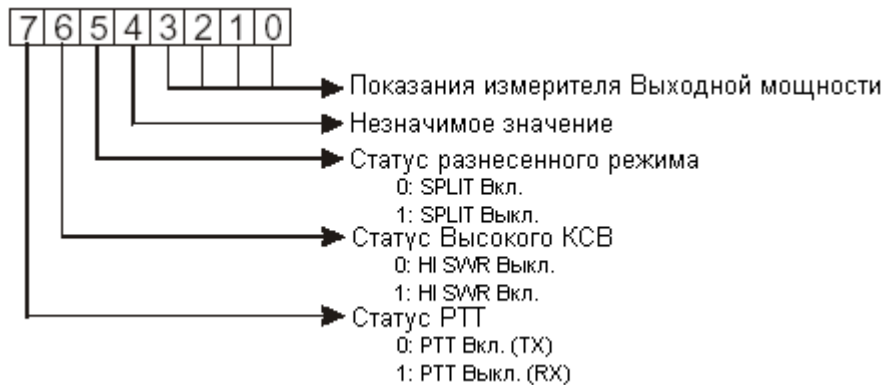 7 6 5 4 3 2 1 0
Показания измерителя Выходной мощности
Незначимое значение
Статус разнесенного режима
0: SPLIT Вкл.
1: SPLIT Выкл.
Статус Высокого КСВ
0: HI SWR Выкл.
1: HI SWR Вкл.
Статус PTT
0: PTT Вкл. (TX)
1: PTT Выкл. (RX)